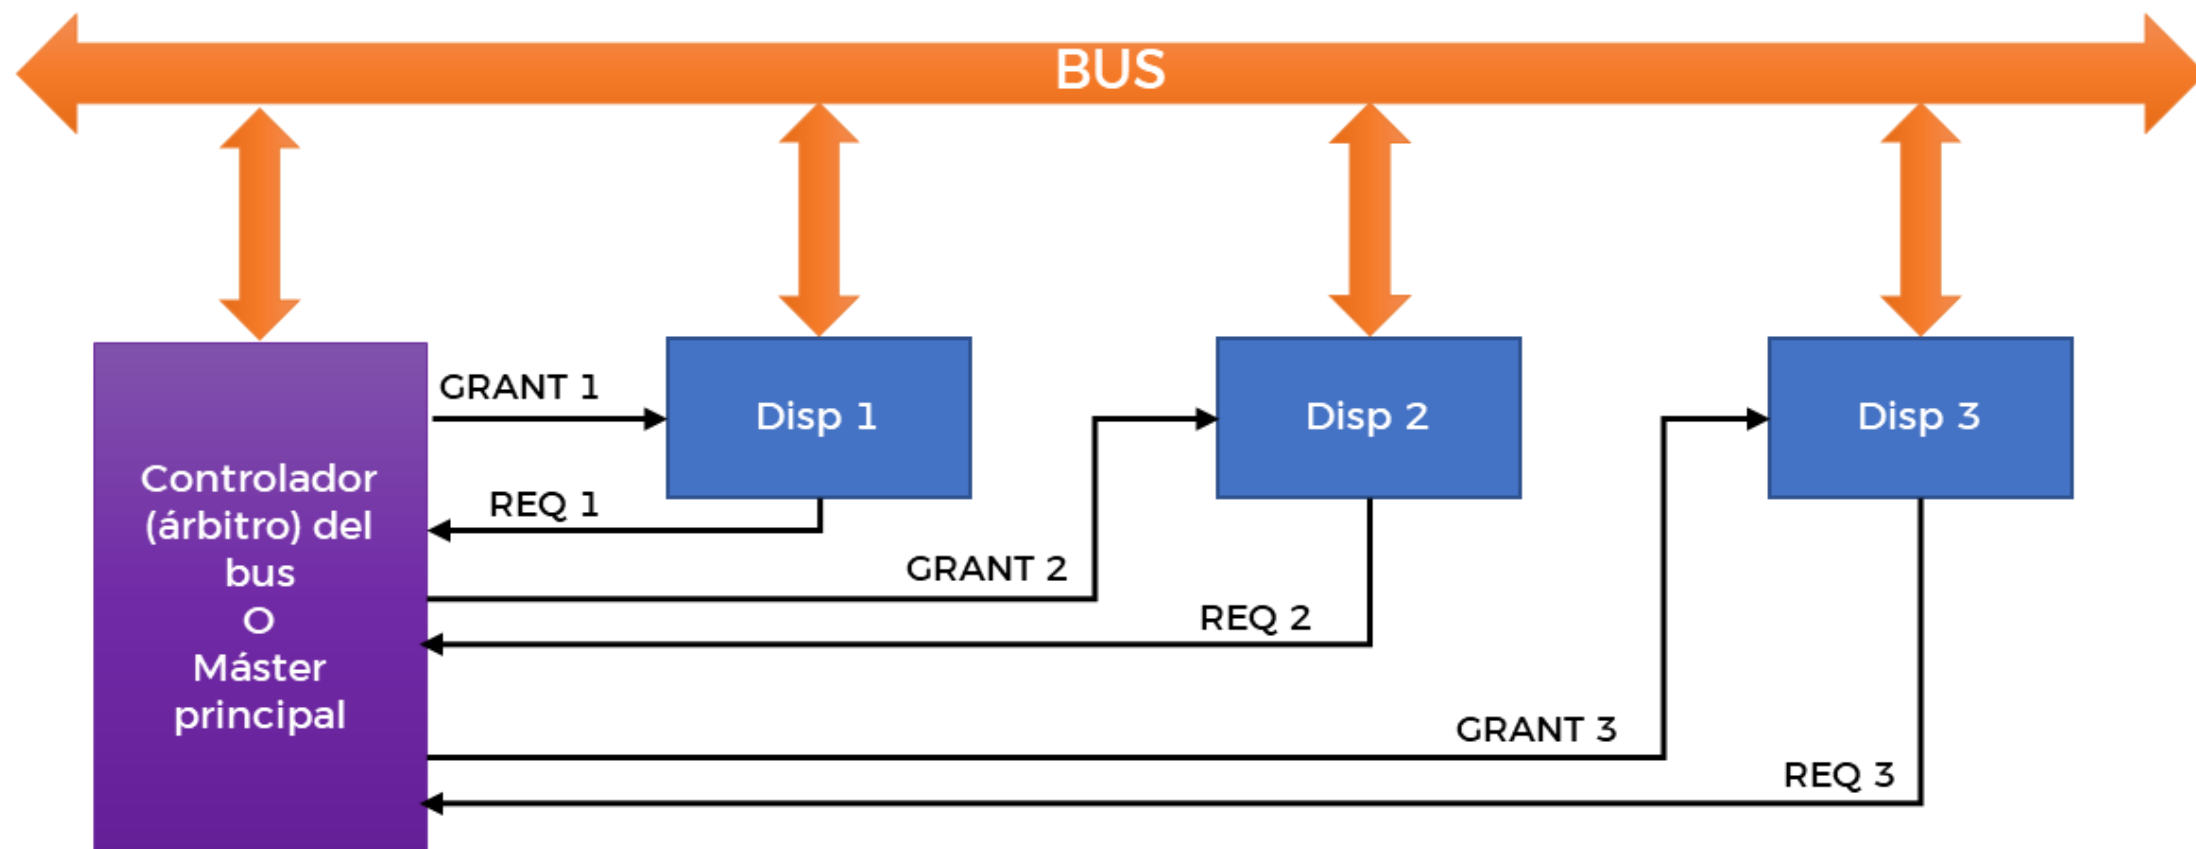 BUS
GRANT 1
Disp 1
Disp 2
Disp 3
Controlador
(árbitro) del
bus
O
Máster
principal
REQ 1
GRANT 2
REQ 2
GRANT 3
REQ 3